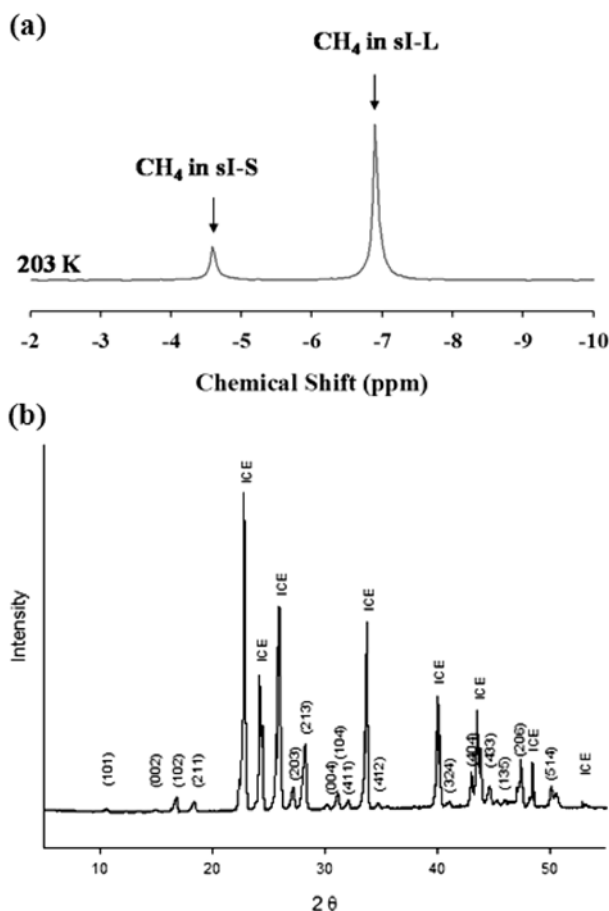 (a)
CH4 in sI-L
CH4 in sI-S
203 K
-2 -3 -4 -5 -6 -7 -8 -9 -10
Chemical Shift (ppm)
(b)
Intensity
(101)
(002)
(102)
(211)
ICE
ICE
ICE
(203)
(213)
(004)
(104)
(411)
ICE
(412)
ICE
(324)
ICE
(433)
(135)
(206)
ICE
(514)
ICE
10 20 30 40 50
2 θ